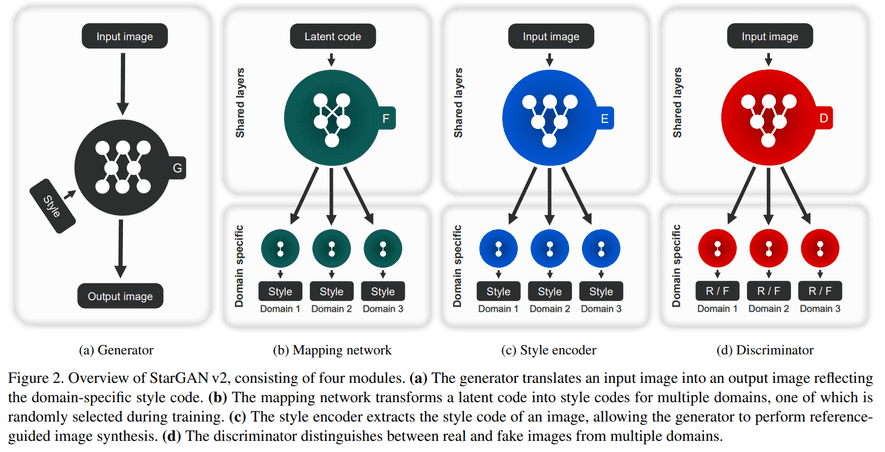 Input image
G
Style
Output image
(a) Generator
Shared layers
Latent code
F
Domain specific
Style Style Style
Domain 1 Domain 2 Domain 3
(b) Mapping network
Shared layers
Input image
E
Domain specific
Style Style Style
Domain 1 Domain 2 Domain 3
(c) Style encoder
Shared layers
Input image
D
Domain specific
R / F R / F R / F
Domain 1 Domain 2 Domain 3
(d) Discriminator
Figure 2. Overview of StarGAN v2, consisting of four modules. (a) The generator translates an input image into an output image reflecting
the domain-specific style code. (b) The mapping network transforms a latent code into style codes for multiple domains, one of which is
randomly selected during training. (c) The style encoder extracts the style code of an image, allowing the generator to perform reference-
guided image synthesis. (d) The discriminator distinguishes between real and fake images from multiple domains.